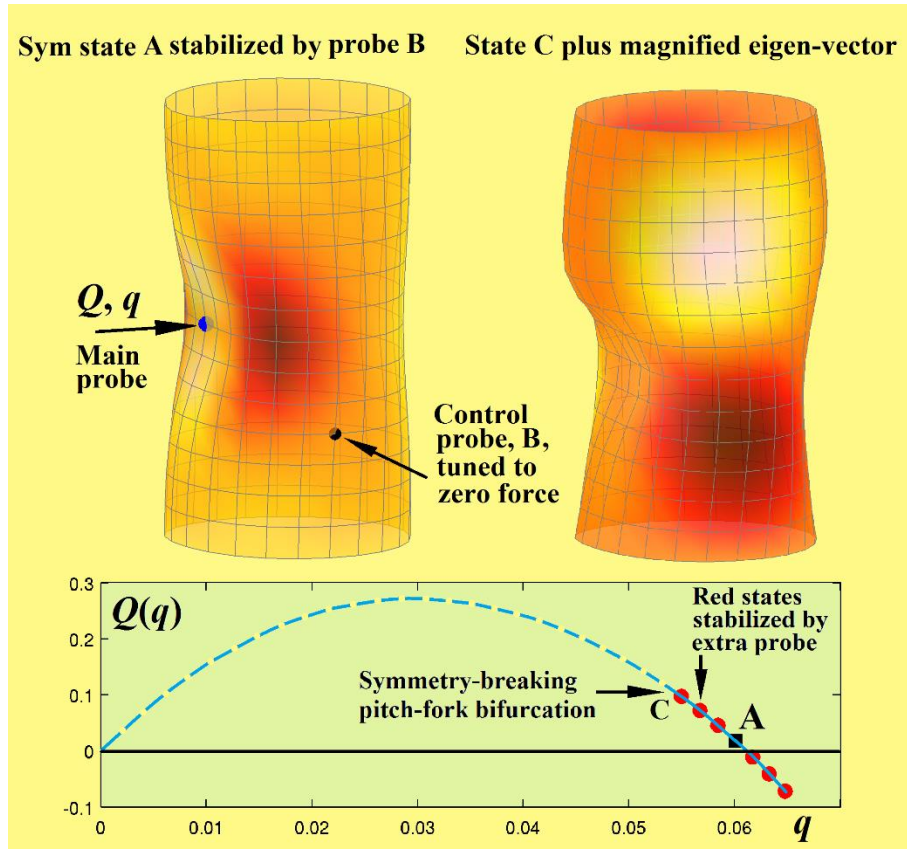 Sym state A stabilized by probe B
State C plus magnified eigen-vector
Q, q
Main
probe
Control
probe, B,
tuned to
zero force
Q(q)
Red states
stabilized by
extra probe
Symmetry-breaking
pitch-fork bifurcation
C
A
0.3
0.2
0.1
0
-0.1
0
0.01
0.02
0.03
0.04
0.05
0.06
q